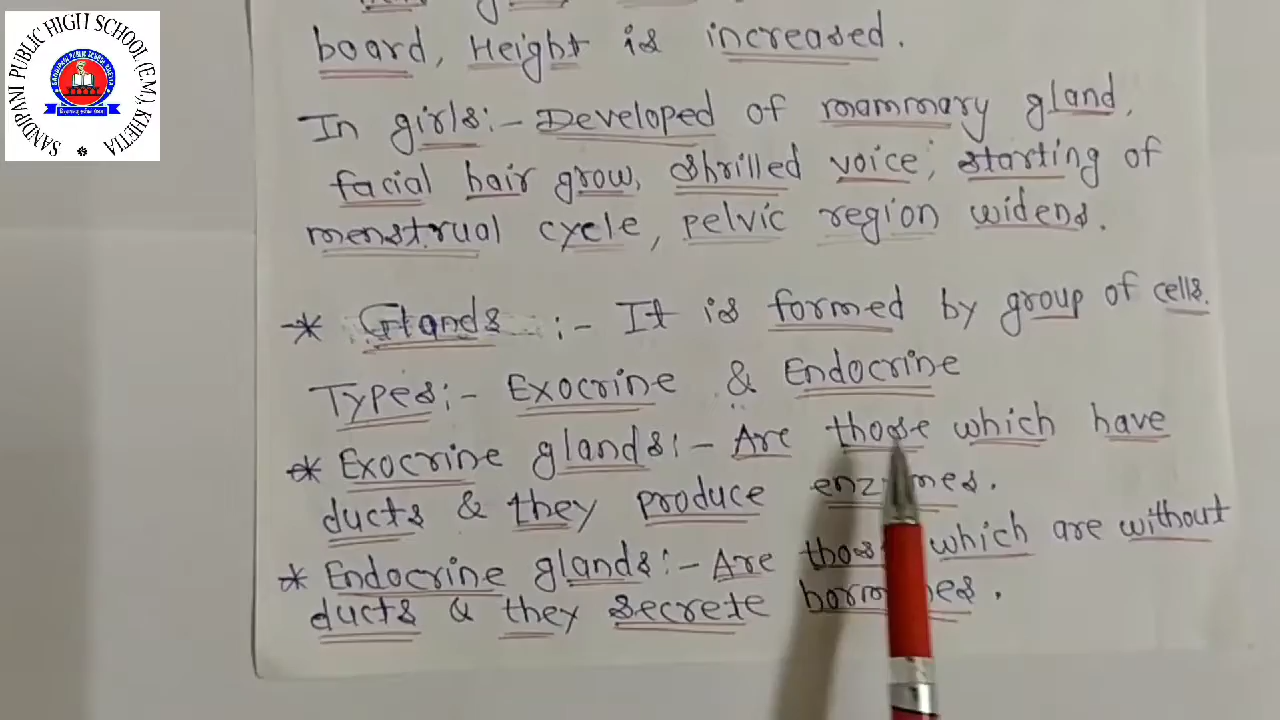 SANDIPANI PUBLIC HIGH SCHOOL (E.M), KHETIA
board, Height is increased.
In girls:- Developed of mammary gland,
facial hair grow, shrilled voice, starting of
menstrual cycle, pelvic region widens.
* Glands :- It is formed by group of cells.
Types:- Exocrine & Endocrine
* Exocrine glands:- Are those which have
ducts & they produce enzymes.
* Endocrine glands:- Are those which are without
ducts & they secrete hormones.